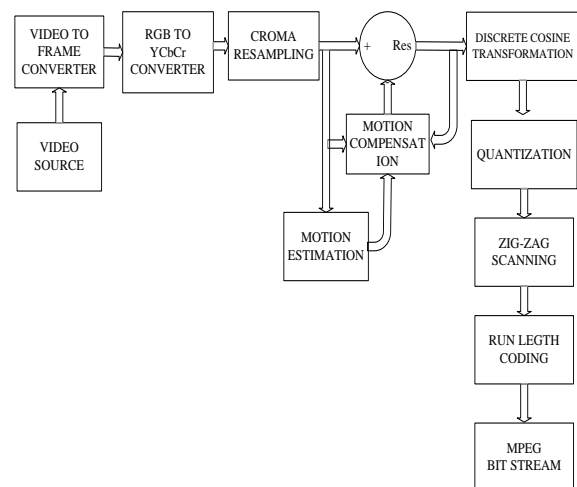 VIDEO TO
FRAME
CONVERTER
RGB TO
YCbCr
CONVERTER
CROMA
RESAMPLING
+ Res
DISCRETE COSINE
TRANSFORMATION
VIDEO
SOURCE
MOTION
COMPENSAT
ION
QUANTIZATION
MOTION
ESTIMATION
ZIG-ZAG
SCANNING
RUN LEGTH
CODING
MPEG
BIT STREAM